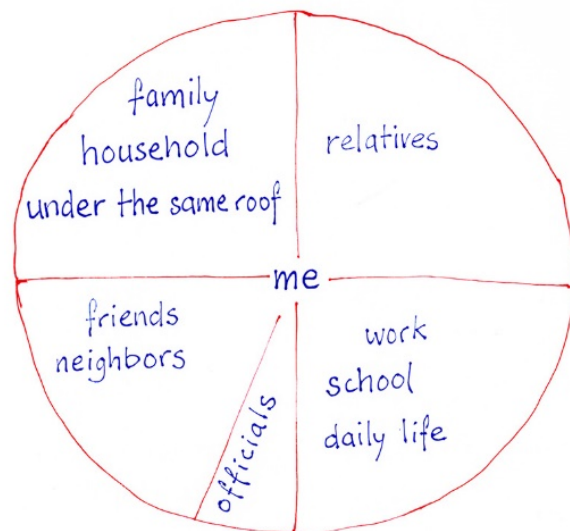 family
household
under the same roof
relatives
me
friends
neighbors
officials
work
school
daily life